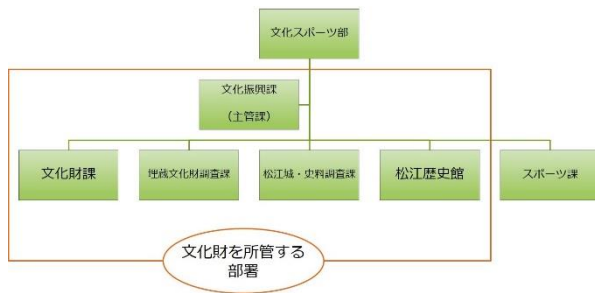 文化スポーツ部
文化振興課
(主管課)
文化財課
埋蔵文化財調査課
松江城・史料調査課
松江歴史館
スポーツ課
文化財を所管する
部署